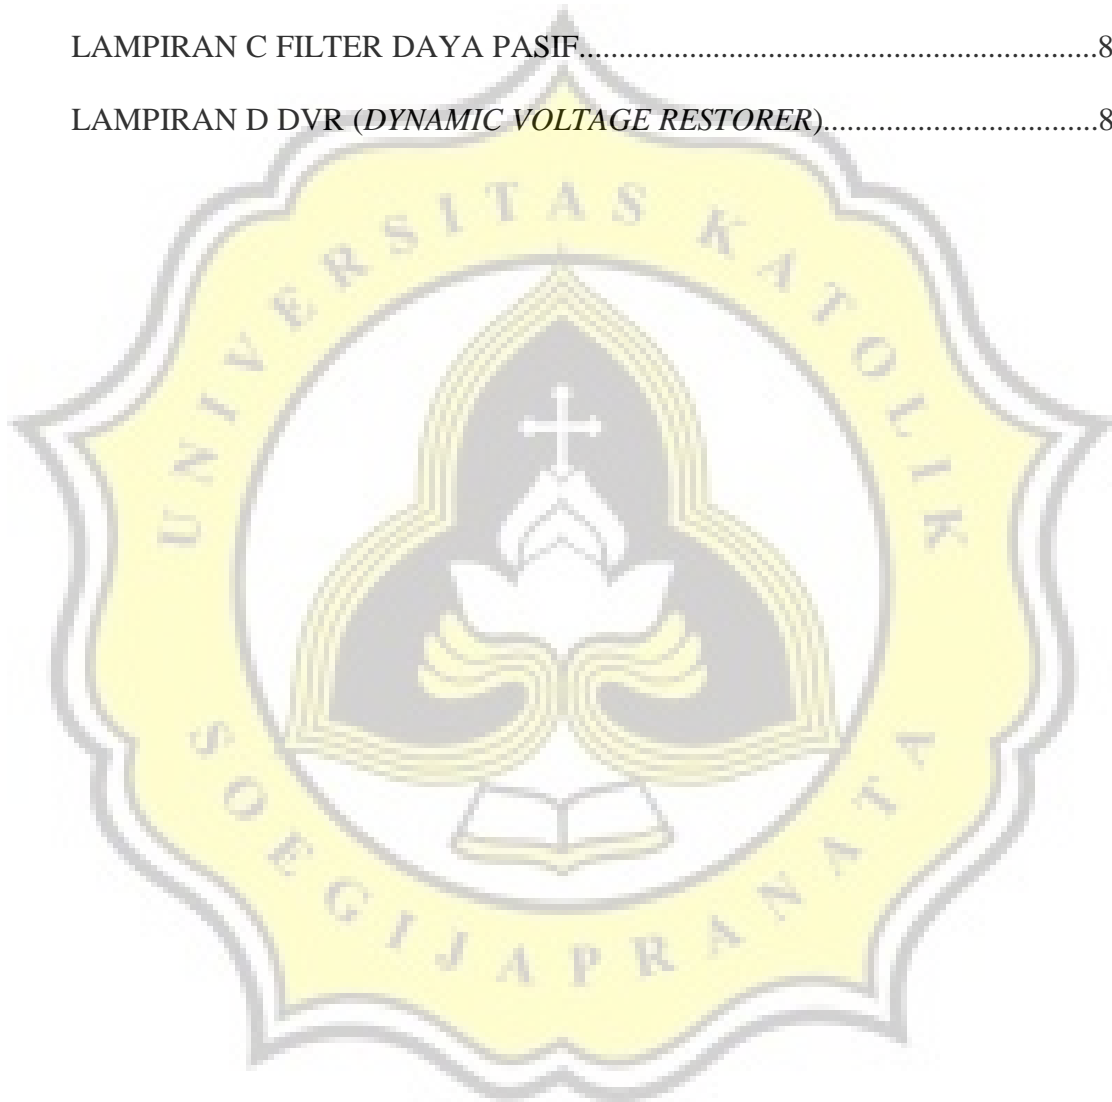 LAMPIRAN C FILTER DAYA PASIF.................................................................8
LAMPIRAN D DVR (DYNAMIC VOLTAGE RESTORER)...................................8
UNIVERSITAS KATOLIK
SOEGIJAPRANATA